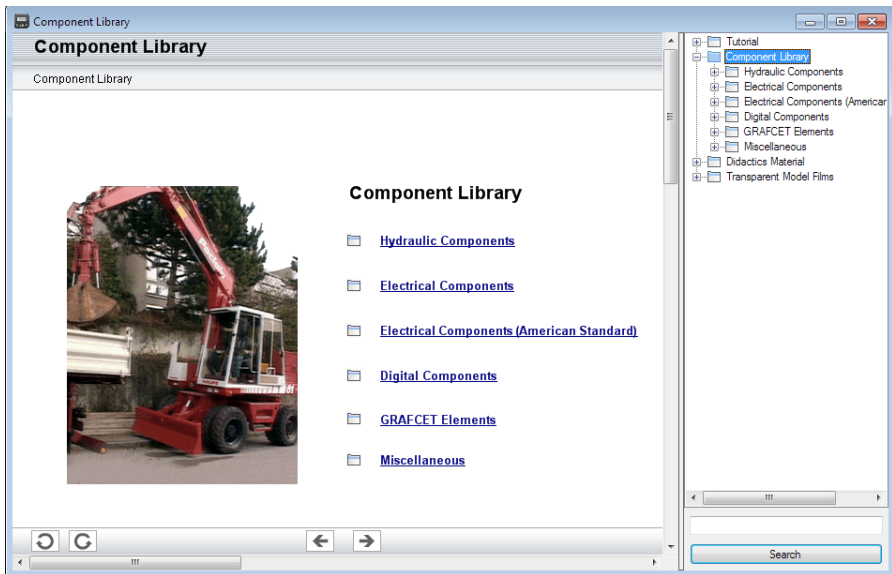 Component Library
Component Library
Component Library
Component Library
Hydraulic Components
Electrical Components
Electrical Components (American Standard)
Digital Components
GRAFCET Elements
Miscellaneous
Tutorial
Component Library
Hydraulic Components
Electrical Components
Electrical Components (American
Digital Components
GRAFCET Elements
Miscellaneous
Didactics Material
Transparent Model Films
Search